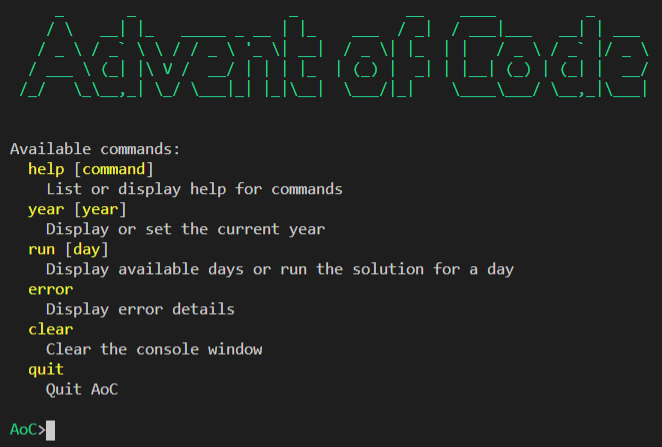 Advent of Code
Available commands:
help [command]
List or display help for commands
year [year]
Display or set the current year
run [day]
Display available days or run the solution for a day
error
Display error details
clear
Clear the console window
quit
Quit AoC
AoC>